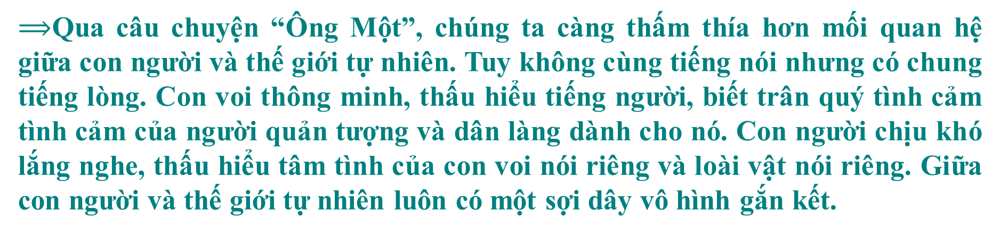 ⟹Qua câu chuyện “Ông Một”, chúng ta càng thấm thía hơn mối quan hệ
giữa con người và thế giới tự nhiên. Tuy không cùng tiếng nói nhưng có chung
tiếng lòng. Con voi thông minh, thấu hiểu tiếng người, biết trân quý tình cảm
tình cảm của người quản tượng và dân làng dành cho nó. Con người chịu khó
lắng nghe, thấu hiểu tâm tình của con voi nói riêng và loài vật nói riêng. Giữa
con người và thế giới tự nhiên luôn có một sợi dây vô hình gắn kết.